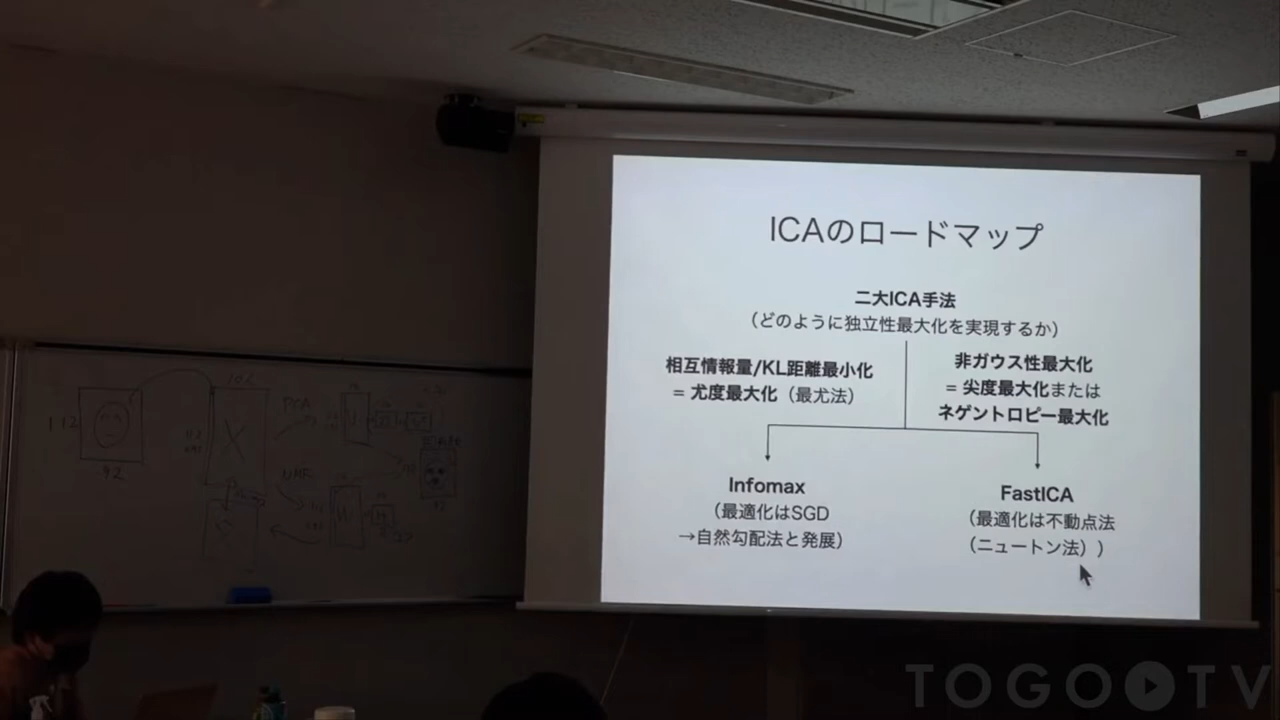 ICAのロードマップ
二大ICA手法
（どのように独立性最大化を実現するか）
相互情報量/KL距離最小化
= 尤度最大化（最尤法）
非ガウス性最大化
= 尖度最大化または
ネゲントロピー最大化
Infomax
（最適化はSGD
→自然勾配法と発展）
FastICA
（最適化は不動点法
（ニュートン法））
112
92
X
PCA
NMF
TOGO TV